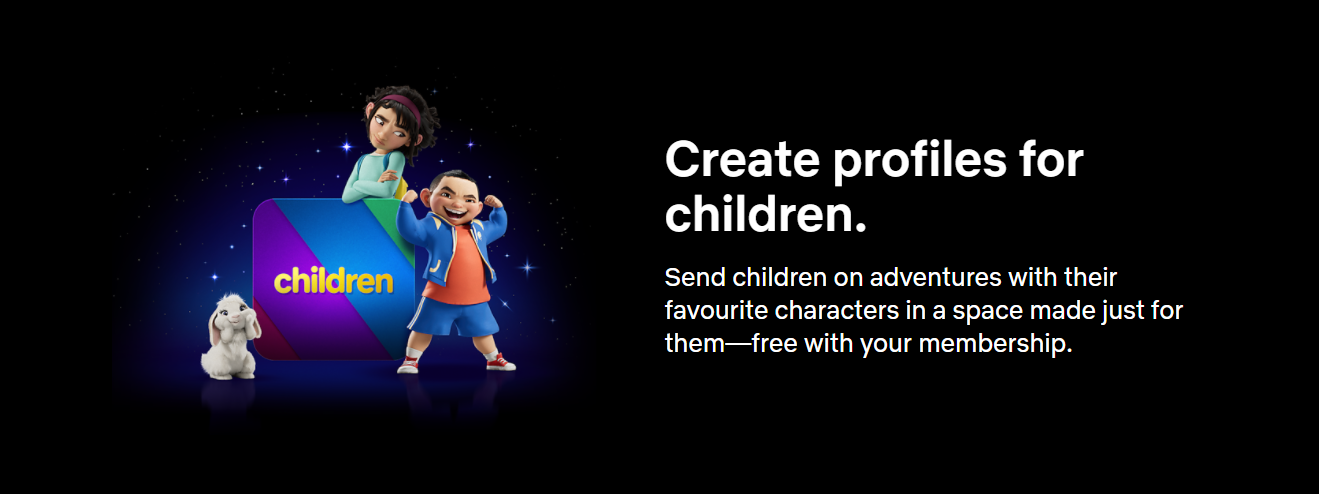 children
Create profiles for
children.
Send children on adventures with their
favourite characters in a space made just for
them—free with your membership.